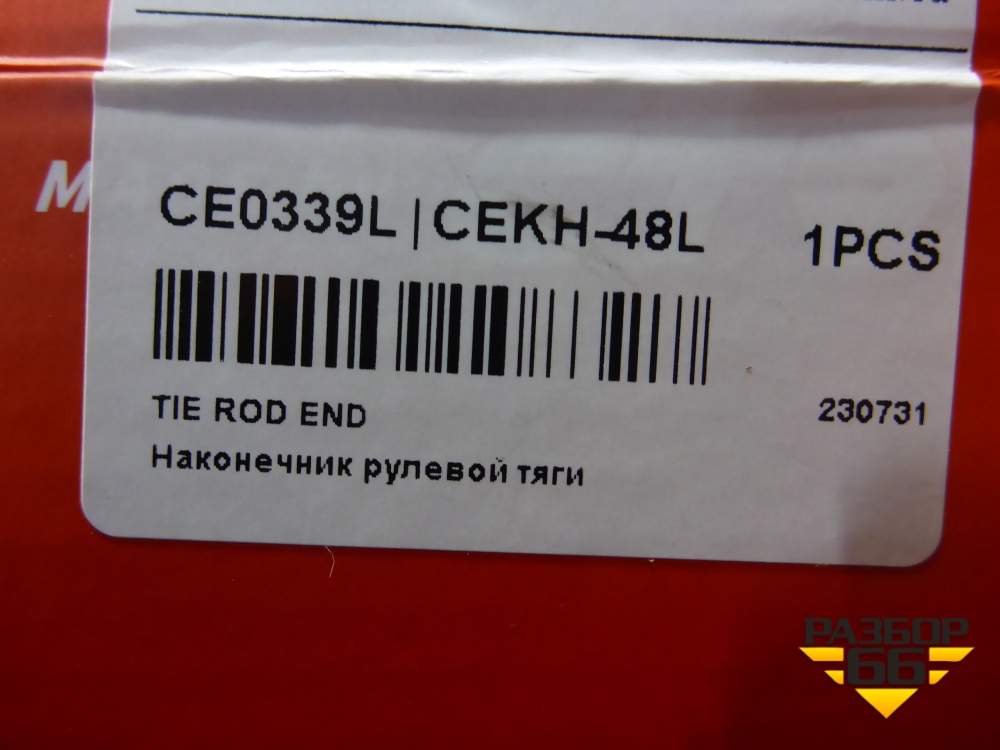 CE0339L | CEKH-48L 1PCS
TIE ROD END 230731
Наконечник рулевой тяги
РАЗБОР
66